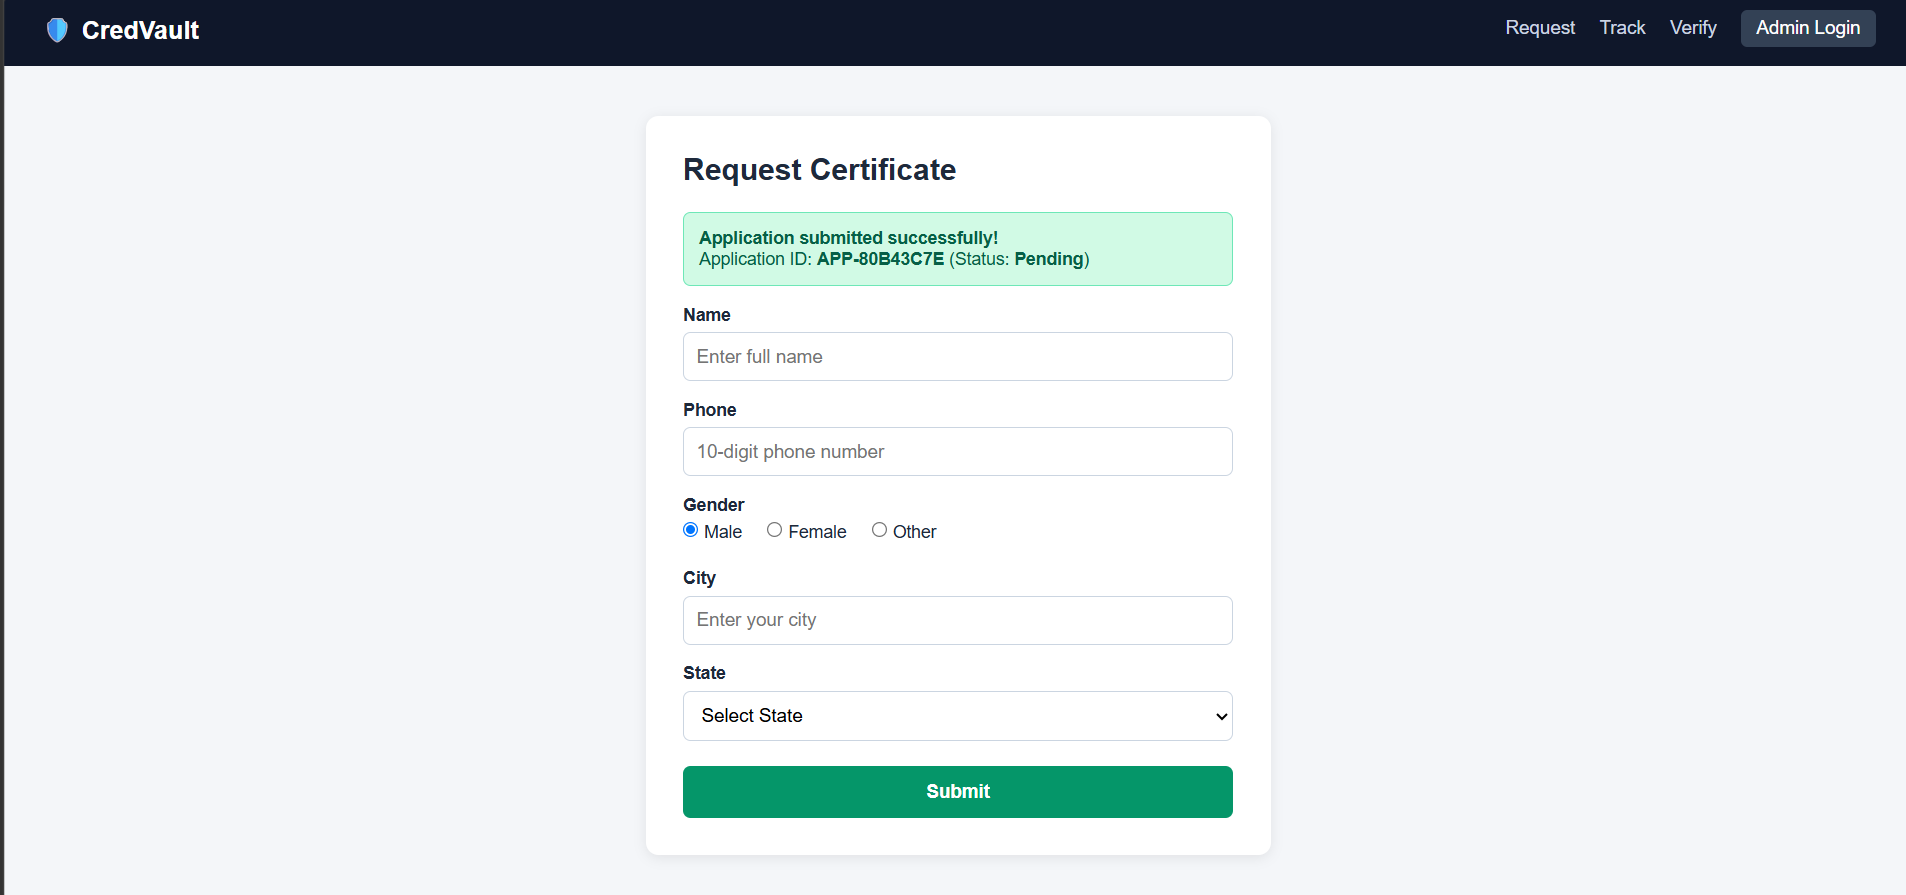 CredVault
Request Track Verify Admin Login
Request Certificate
Application submitted successfully!
Application ID: APP-80B43C7E (Status: Pending)
Name
Enter full name
Phone
10-digit phone number
Gender
Male Female Other
City
Enter your city
State
Select State
Submit